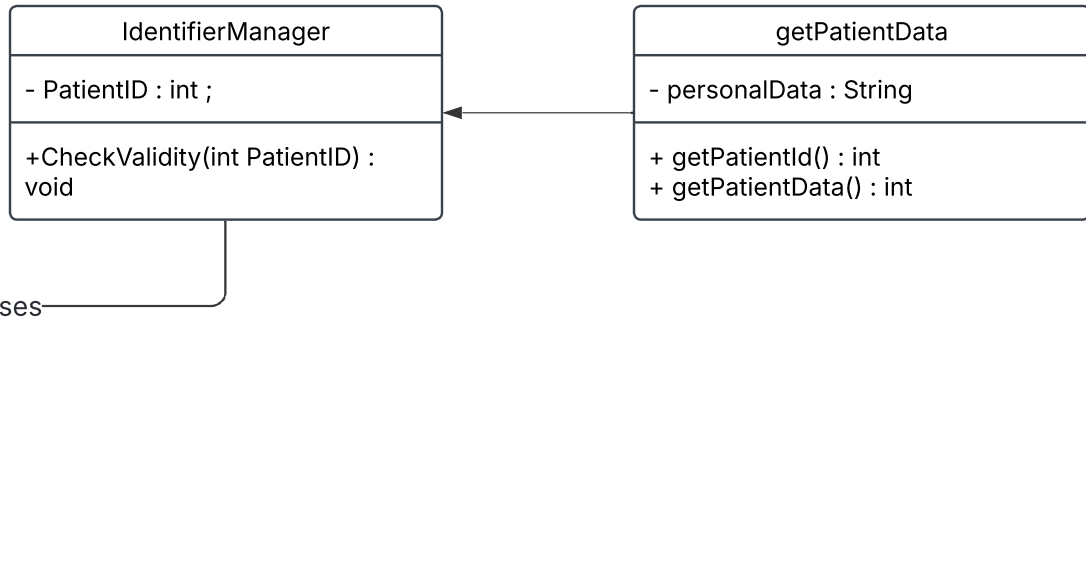 IdentifierManager
- PatientID : int ;
+CheckValidity(int PatientID) :
void
getPatientData
- personalData : String
+ getPatientId() : int
+ getPatientData() : int
ses